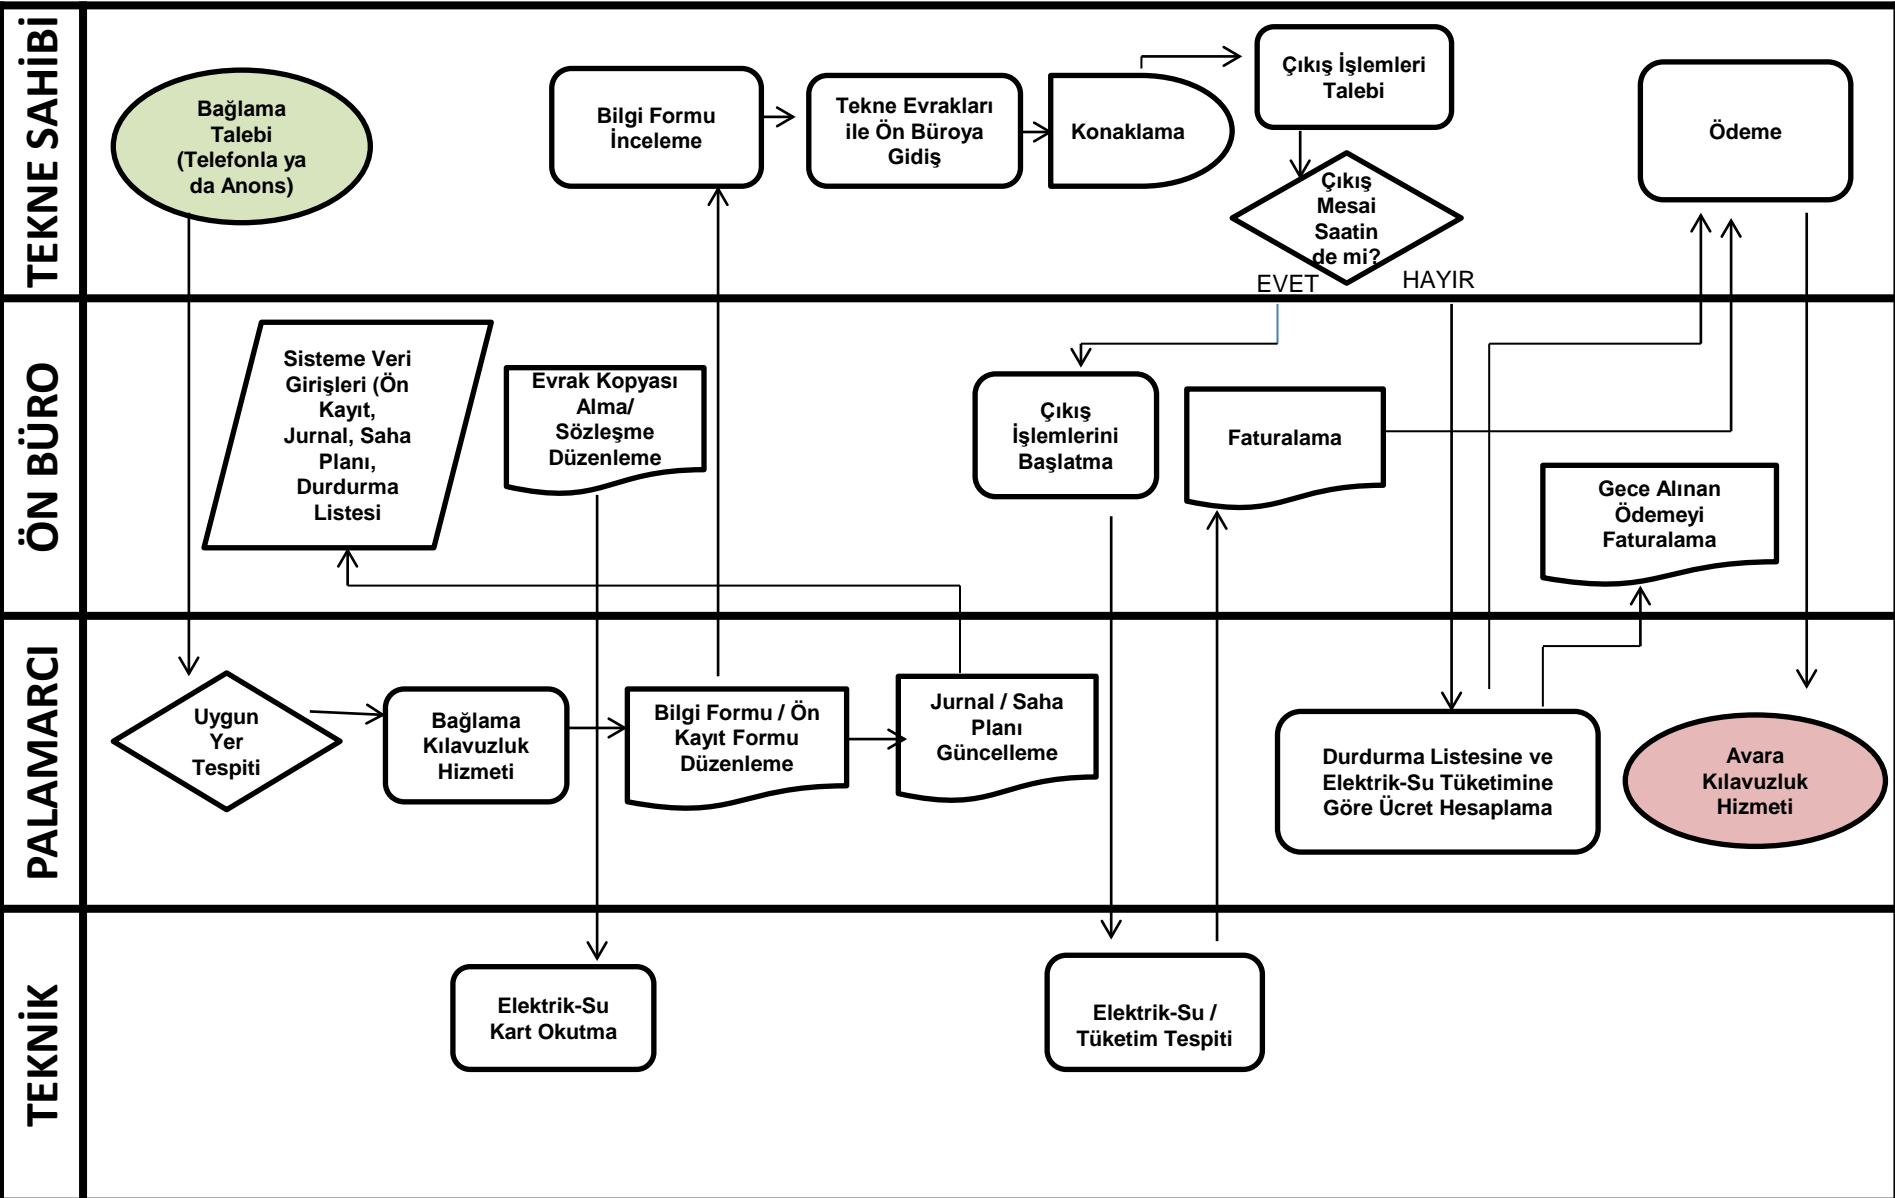 TEKNE SAHİBİ
Bağlama
Talebi
(Telefonla ya
da Anons)
Bilgi Formu
İnceleme
Tekne Evrakları
ile Ön Büroya
Gidiş
Konaklama
Çıkış İşlemleri
Talebi
Çıkış
Mesai
Saatin
de mi?
EVET
HAYIR
Ödeme
ÖN BÜRO
Sisteme Veri
Girişleri (Ön
Kayıt,
Jurnal, Saha
Planı,
Durdurma
Listesi
Evrak Kopyası
Alma/
Sözleşme
Düzenleme
Çıkış
İşlemlerini
Başlatma
Faturalama
Gece Alınan
Ödemeyi
Faturalama
PALAMARCI
Uygun
Yer
Tespiti
Bağlama
Kılavuzluk
Hizmeti
Bilgi Formu / Ön
Kayıt Formu
Düzenleme
Jurnal / Saha
Planı
Güncelleme
Durdurma Listesine ve
Elektrik-Su Tüketimine
Göre Ücret Hesaplama
Avara
Kılavuzluk
Hizmeti
TEKNİK
Elektrik-Su
Kart Okutma
Elektrik-Su /
Tüketim Tespiti